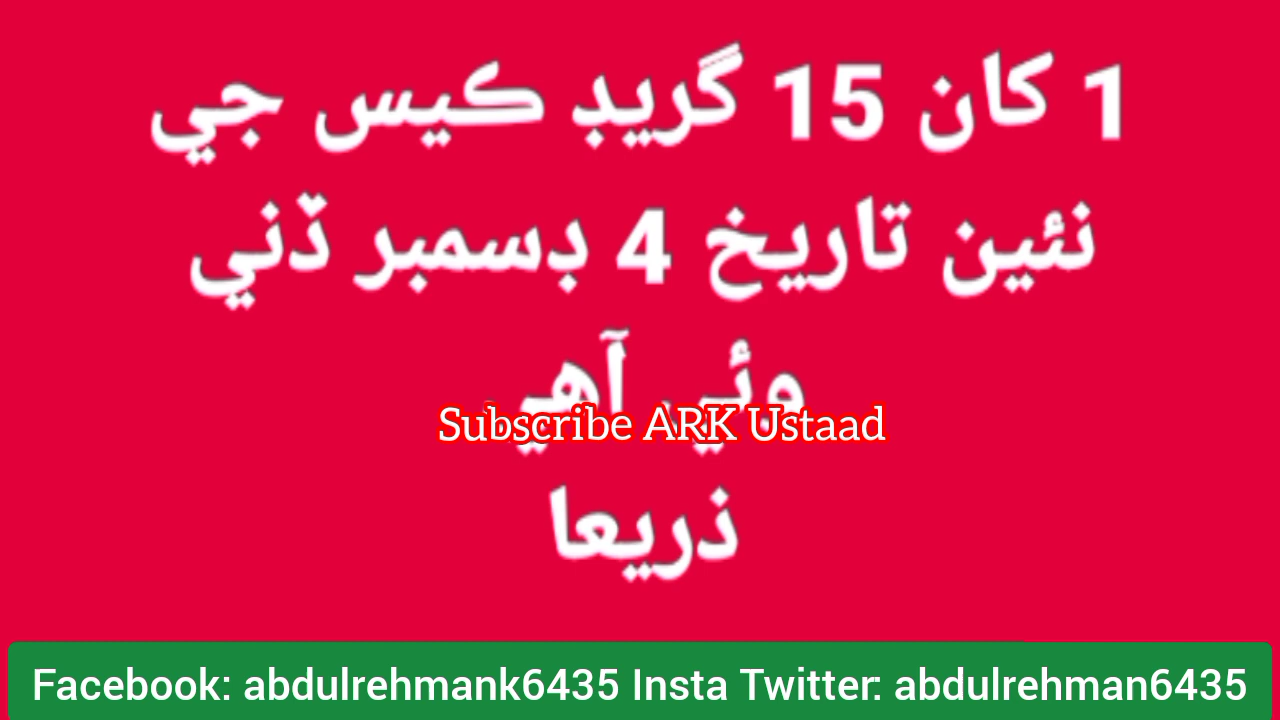 1 کان 15 گريڊ ڪيس جي
نئين تاريخ 4 ڊسمبر ڏني
وئي آهي
Subscribe ARK Ustaad
ذريعا
Facebook: abdulrehmank6435 Insta Twitter: abdulrehman6435